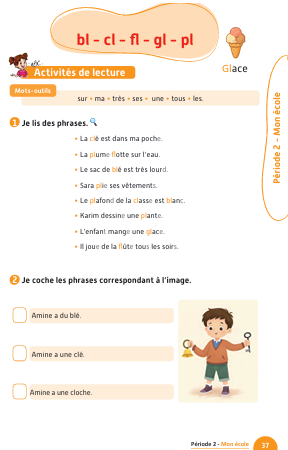 bl – cl – fl – gl – pl
Glace
Activités de lecture
Mots-outils
sur • ma • très • ses • une • tous • les.
Période 2 - Mon école
1 Je lis des phrases.
• La clé est dans ma poche.
• La plume flotte sur l'eau.
• Le sac de blé est très lourd.
• Sara plie ses vêtements.
• Le plafond de la classe est blanc.
• Karim dessine une plante.
• L'enfant mange une glace.
• Il joue de la flûte tous les soirs.
2 Je coche les phrases correspondant à l'image.
Amine a du blé.
Amine a une clé.
Amine a une cloche.
Période 2 - Mon école 37